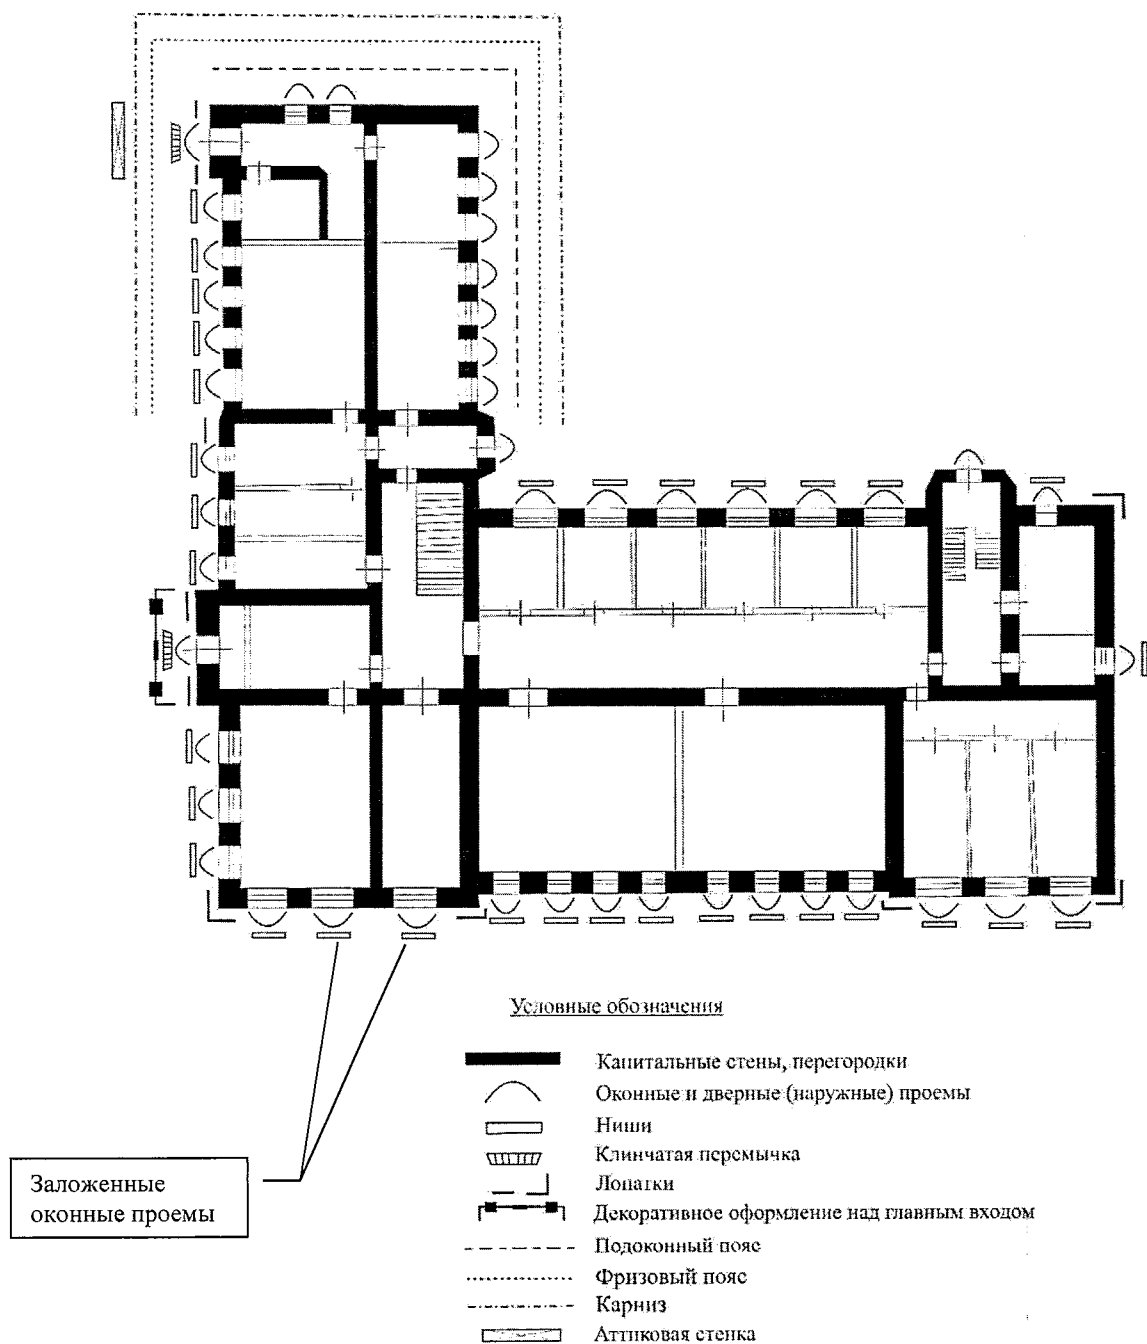 Условные обозначения
Капитальные стены, перегородки
Оконные и дверные (наружные) проемы
Ниши
Клинчатая перемычка
Лопатки
Декоративное оформление над главным входом
Подоконный пояс
Фризовый пояс
Карниз
Аттиковая стенка
Заложенные
оконные проемы